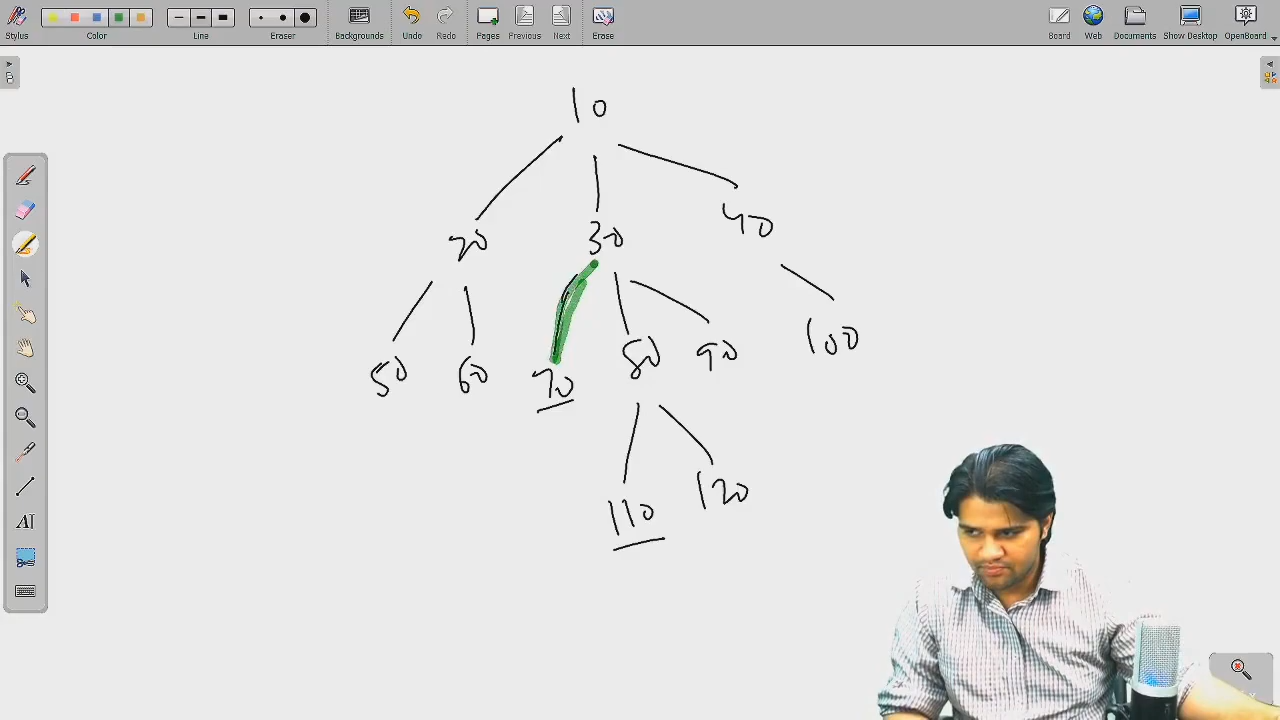 Stylus Color Line Eraser Backgrounds Undo Redo Pages Previous Next Erase Board Web Documents Show Desktop OpenBoard
10
20 30 40
50 60 70 80 90 100
110 120